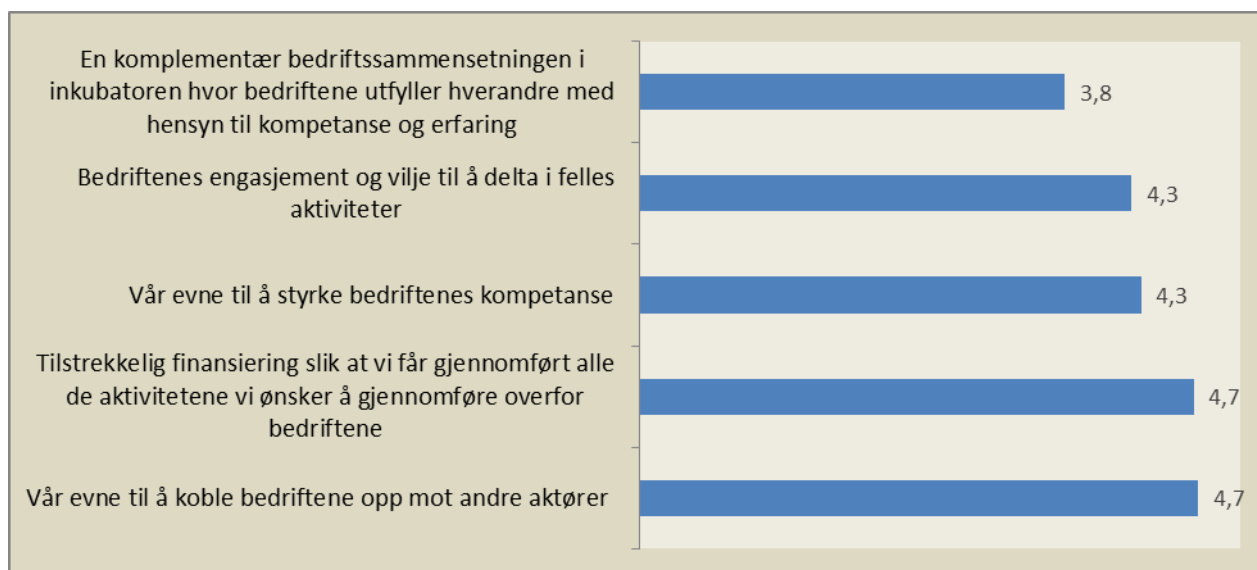 En komplementær bedriftssammensetningen i
inkubatoren hvor bedriftene utfyller hverandre med
hensyn til kompetanse og erfaring
3,8
Bedriftenes engasjement og vilje til å delta i felles
aktiviteter
4,3
Vår evne til å styrke bedriftenes kompetanse
4,3
Tilstrekkelig finansiering slik at vi får gjennomført alle
de aktivitetene vi ønsker å gjennomføre overfor
bedriftene
4,7
Vår evne til å koble bedriftene opp mot andre aktører
4,7